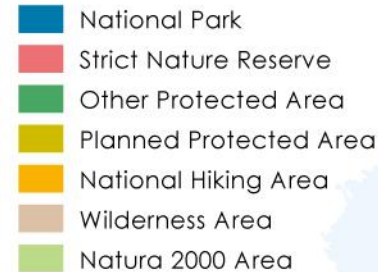 National Park
Strict Nature Reserve
Other Protected Area
Planned Protected Area
National Hiking Area
Wilderness Area
Natura 2000 Area